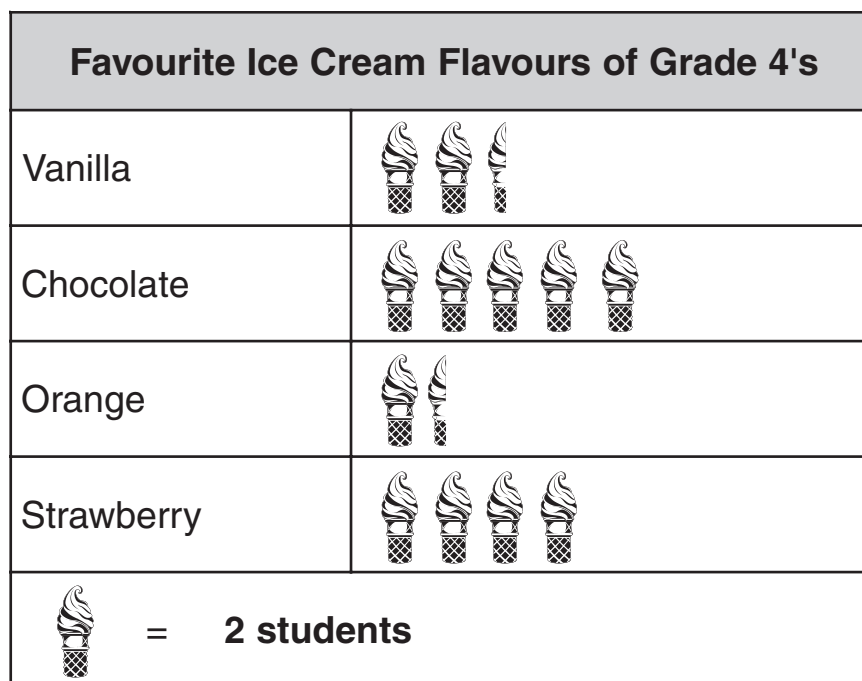 Favourite Ice Cream Flavours of Grade 4's
Vanilla
Chocolate
Orange
Strawberry
= 2 students